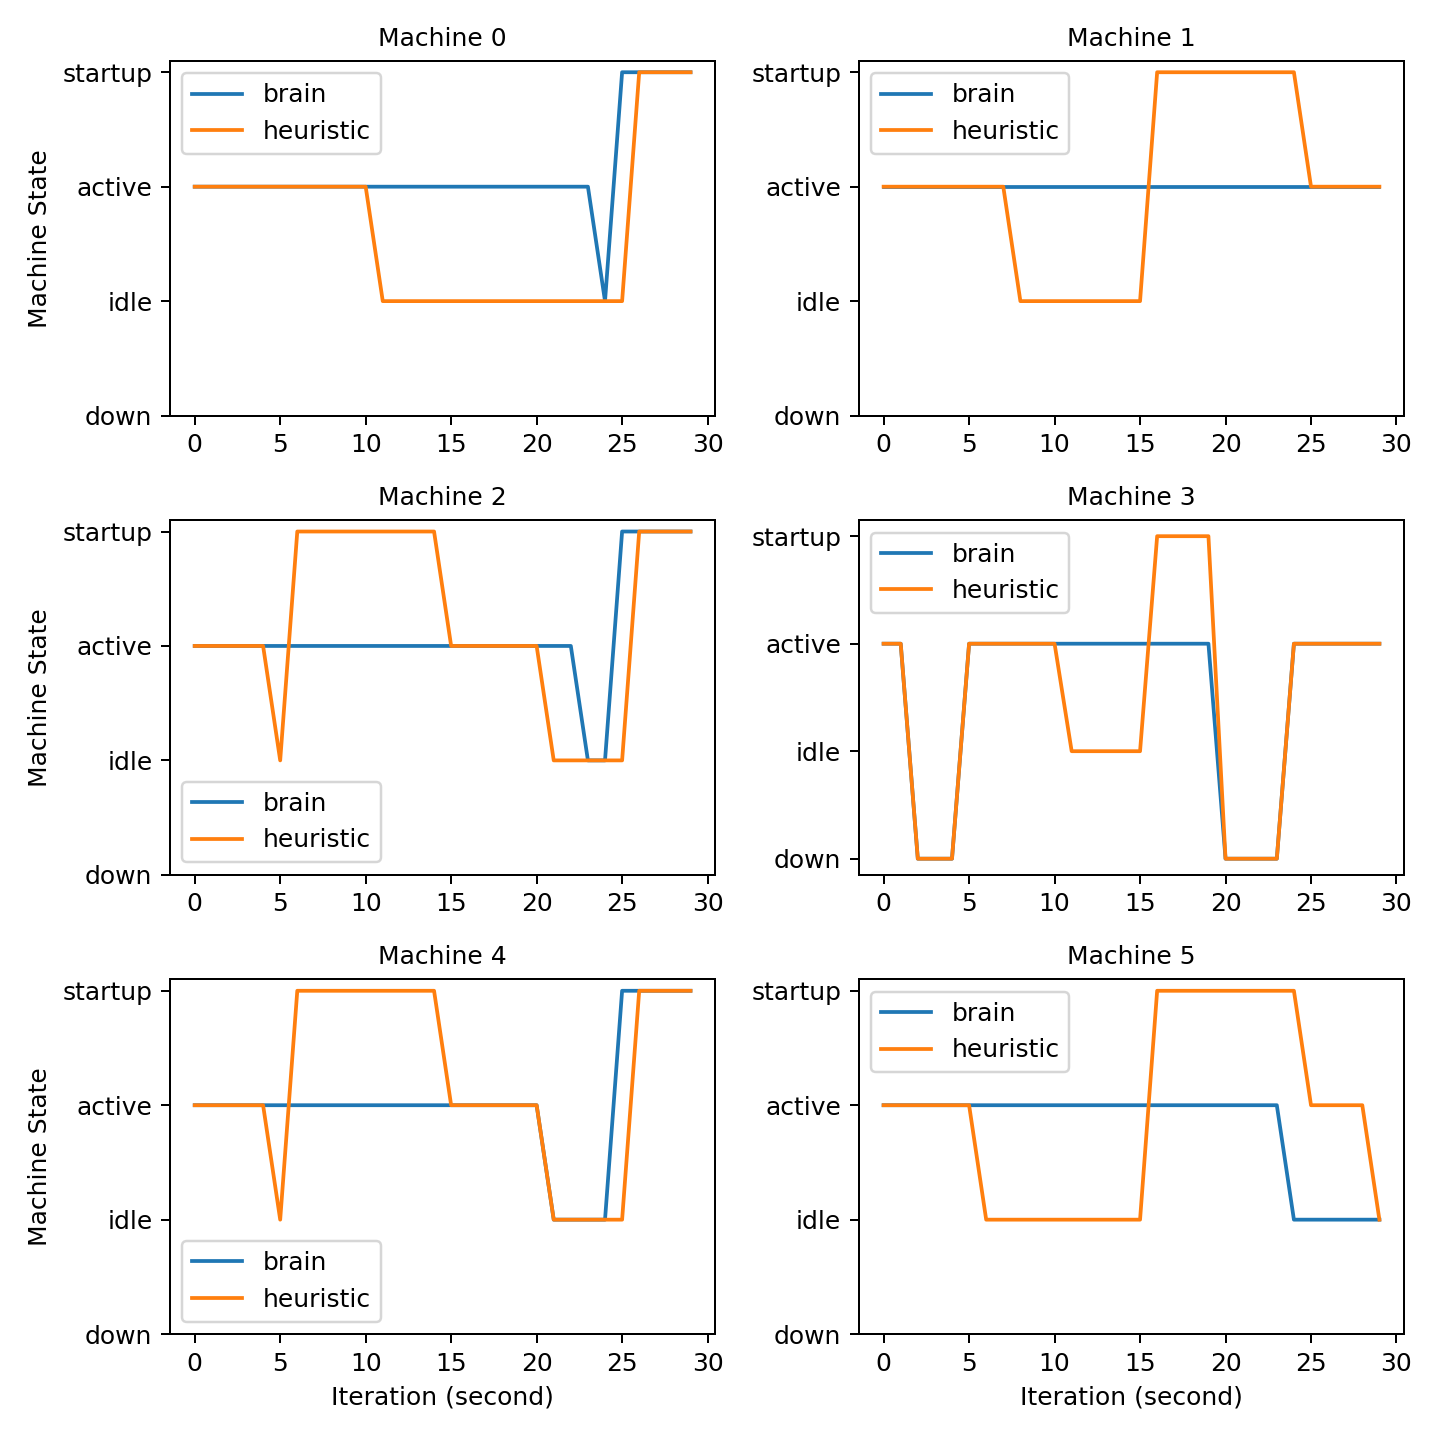 Machine 0
startup
active
idle
down
Machine State
brain
heuristic
0 5 10 15 20 25 30
Machine 1
startup
active
idle
down
brain
heuristic
0 5 10 15 20 25 30
Machine 2
startup
active
idle
down
Machine State
brain
heuristic
0 5 10 15 20 25 30
Machine 3
startup
active
idle
down
brain
heuristic
0 5 10 15 20 25 30
Machine 4
startup
active
idle
down
Machine State
brain
heuristic
0 5 10 15 20 25 30
Iteration (second)
Machine 5
startup
active
idle
down
brain
heuristic
0 5 10 15 20 25 30
Iteration (second)